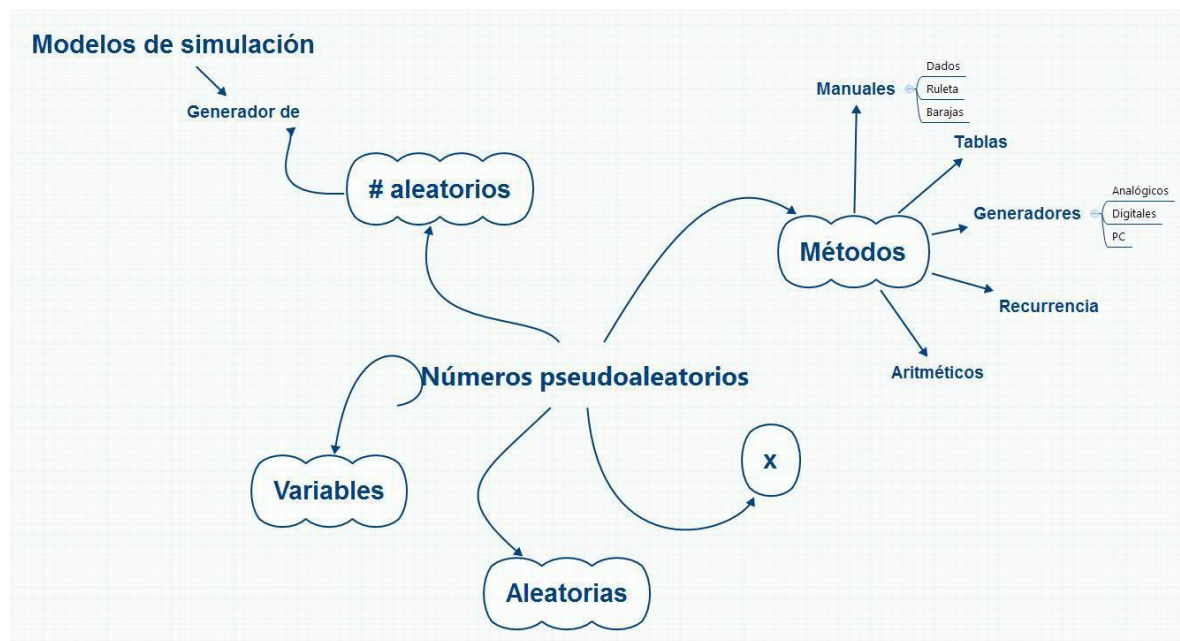 Modelos de simulación
Generador de
# aleatorios
Números pseudoaleatorios
Variables
Aleatorias
x
Métodos
Manuales
Dados
Ruleta
Barajas
Tablas
Generadores
Analógicos
Digitales
PC
Recurrencia
Aritméticos